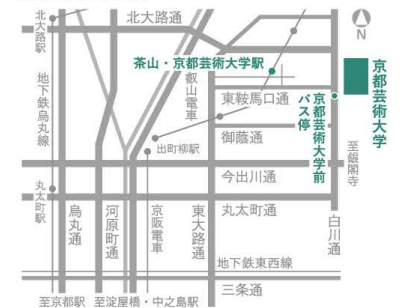 北大路通
北大路駅
茶山・京都芸術大学駅
地下鉄烏丸線
叡山電車
東鞍馬口通
京都芸術大学前
バス停
京都芸術大学
N
御蔭通
出町柳駅
至銀閣寺
今出川通
丸太町駅
烏丸通
河原町通
京阪電車
東大路通
丸太町通
白川通
地下鉄東西線
三条通
至京都駅
至淀屋橋・中之島駅